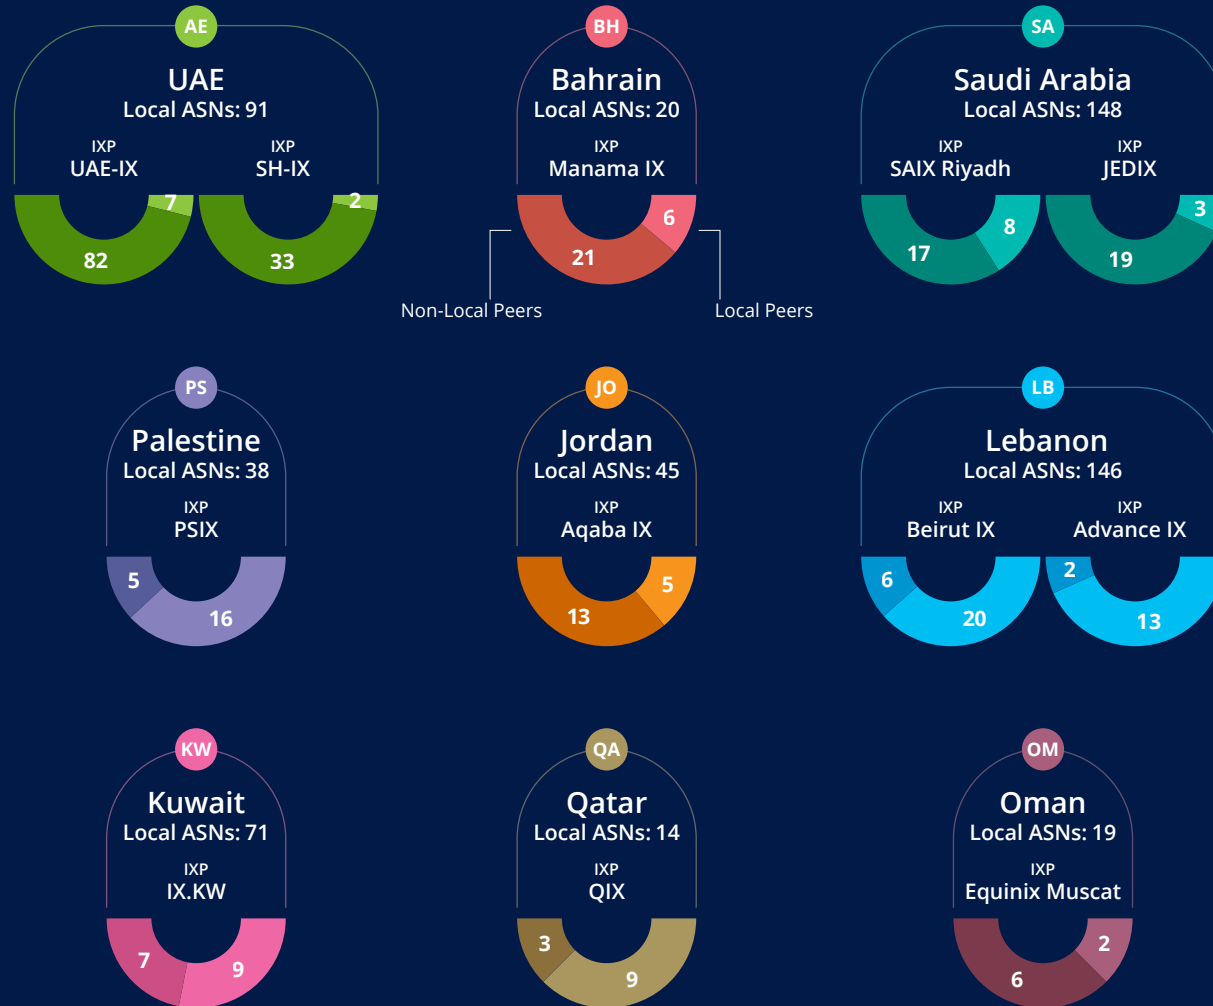 AE
UAE
Local ASNs: 91
IXP
UAE-IX
82
7
IXP
SH-IX
33
2
BH
Bahrain
Local ASNs: 20
IXP
Manama IX
21
6
Non-Local Peers
Local Peers
SA
Saudi Arabia
Local ASNs: 148
IXP
SAIX Riyadh
17
8
IXP
JEDIX
19
3
PS
Palestine
Local ASNs: 38
IXP
PSIX
5
16
JO
Jordan
Local ASNs: 45
IXP
Aqaba IX
13
5
LB
Lebanon
Local ASNs: 146
IXP
Beirut IX
6
20
IXP
Advance IX
2
13
KW
Kuwait
Local ASNs: 71
IXP
IX.KW
7
9
QA
Qatar
Local ASNs: 14
IXP
QIX
3
9
OM
Oman
Local ASNs: 19
IXP
Equinix Muscat
6
2